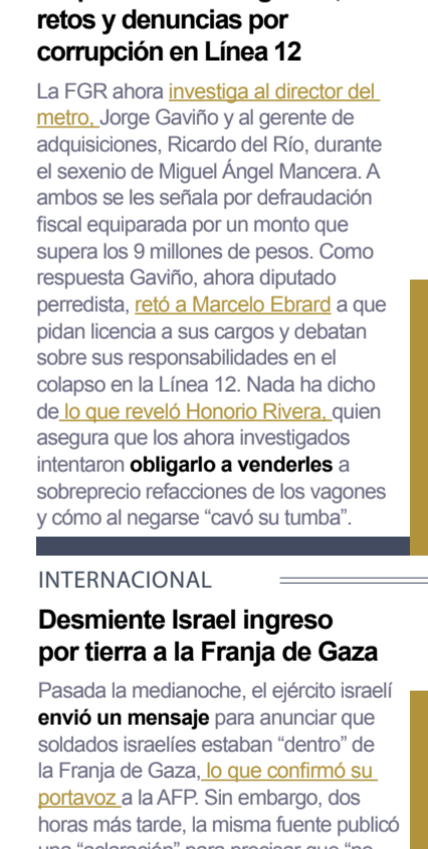 retos y denuncias por
corrupción en Línea 12
La FGR ahora investiga al director del
metro, Jorge Gaviño y al gerente de
adquisiciones, Ricardo del Río, durante
el sexenio de Miguel Ángel Mancera. A
ambos se les señala por defraudación
fiscal equiparada por un monto que
supera los 9 millones de pesos. Como
respuesta Gaviño, ahora diputado
perredista, retó a Marcelo Ebrard a que
pidan licencia a sus cargos y debatan
sobre sus responsabilidades en el
colapso en la Línea 12. Nada ha dicho
de lo que reveló Honorio Rivera, quien
asegura que los ahora investigados
intentaron obligarlo a venderles a
sobreprecio refacciones de los vagones
y cómo al negarse “cavó su tumba”.
INTERNACIONAL
Desmiente Israel ingreso
por tierra a la Franja de Gaza
Pasada la medianoche, el ejército israelí
envió un mensaje para anunciar que
soldados israelíes estaban “dentro” de
la Franja de Gaza, lo que confirmó su
portavoz a la AFP. Sin embargo, dos
horas más tarde, la misma fuente publicó
una “aclaración” para precisar que “no